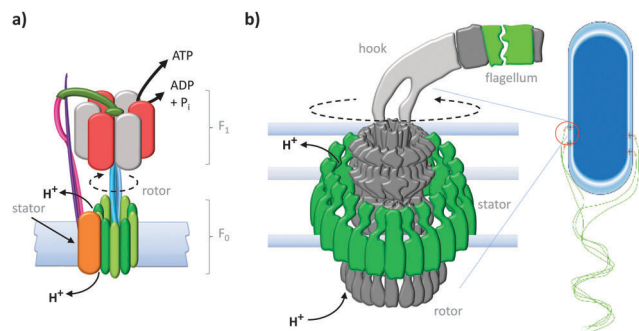 a)
ATP
ADP
+ Pi
F1
rotor
H+
stator
F0
H+
b)
hook
flagellum
H+
stator
rotor
H+